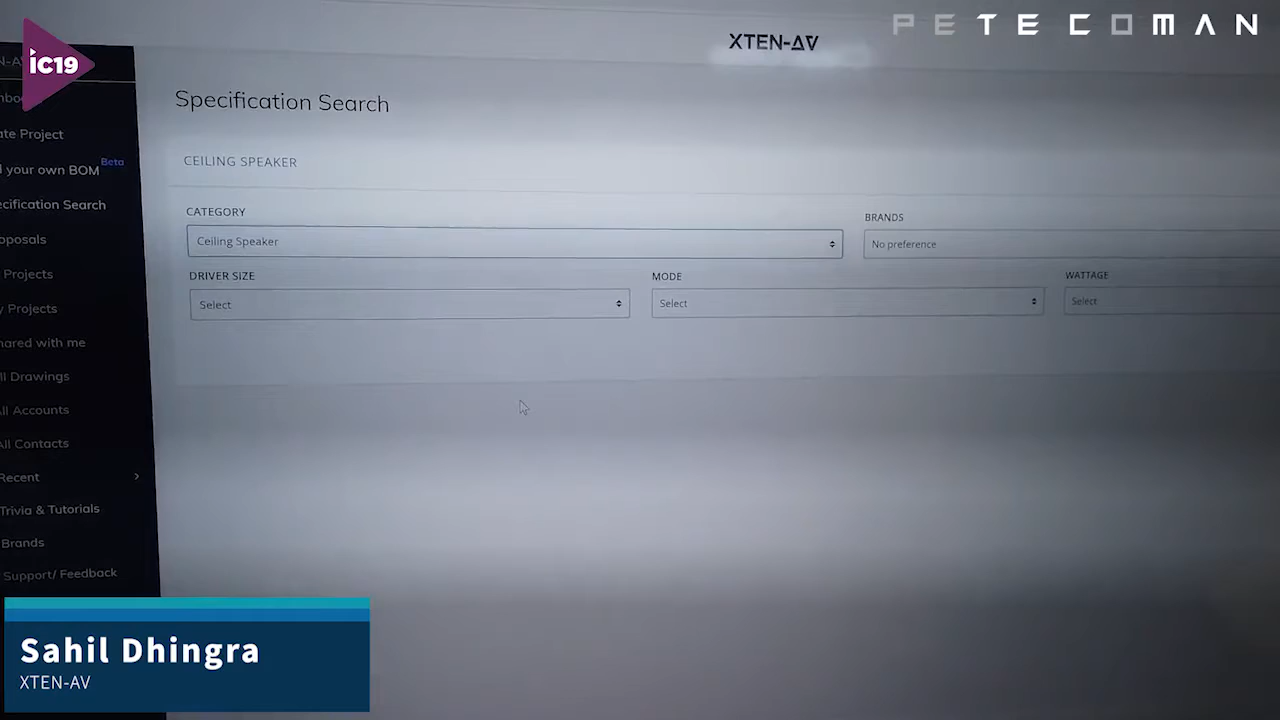 PETECOMAN
XTEN-AV
N-AV
ic19
Specification Search
ate Project
CEILING SPEAKER
Beta
your own BOM
ecification Search
CATEGORY
BRANDS
Ceiling Speaker
No preference
oposals
DRIVER SIZE
MODE
WATTAGE
Projects
Select
Select
Select
y Projects
hared with me
ll Drawings
All Accounts
All Contacts
Recent
Trivia & Tutorials
Brands
Support/ Feedback
Sahil Dhingra
XTEN-AV